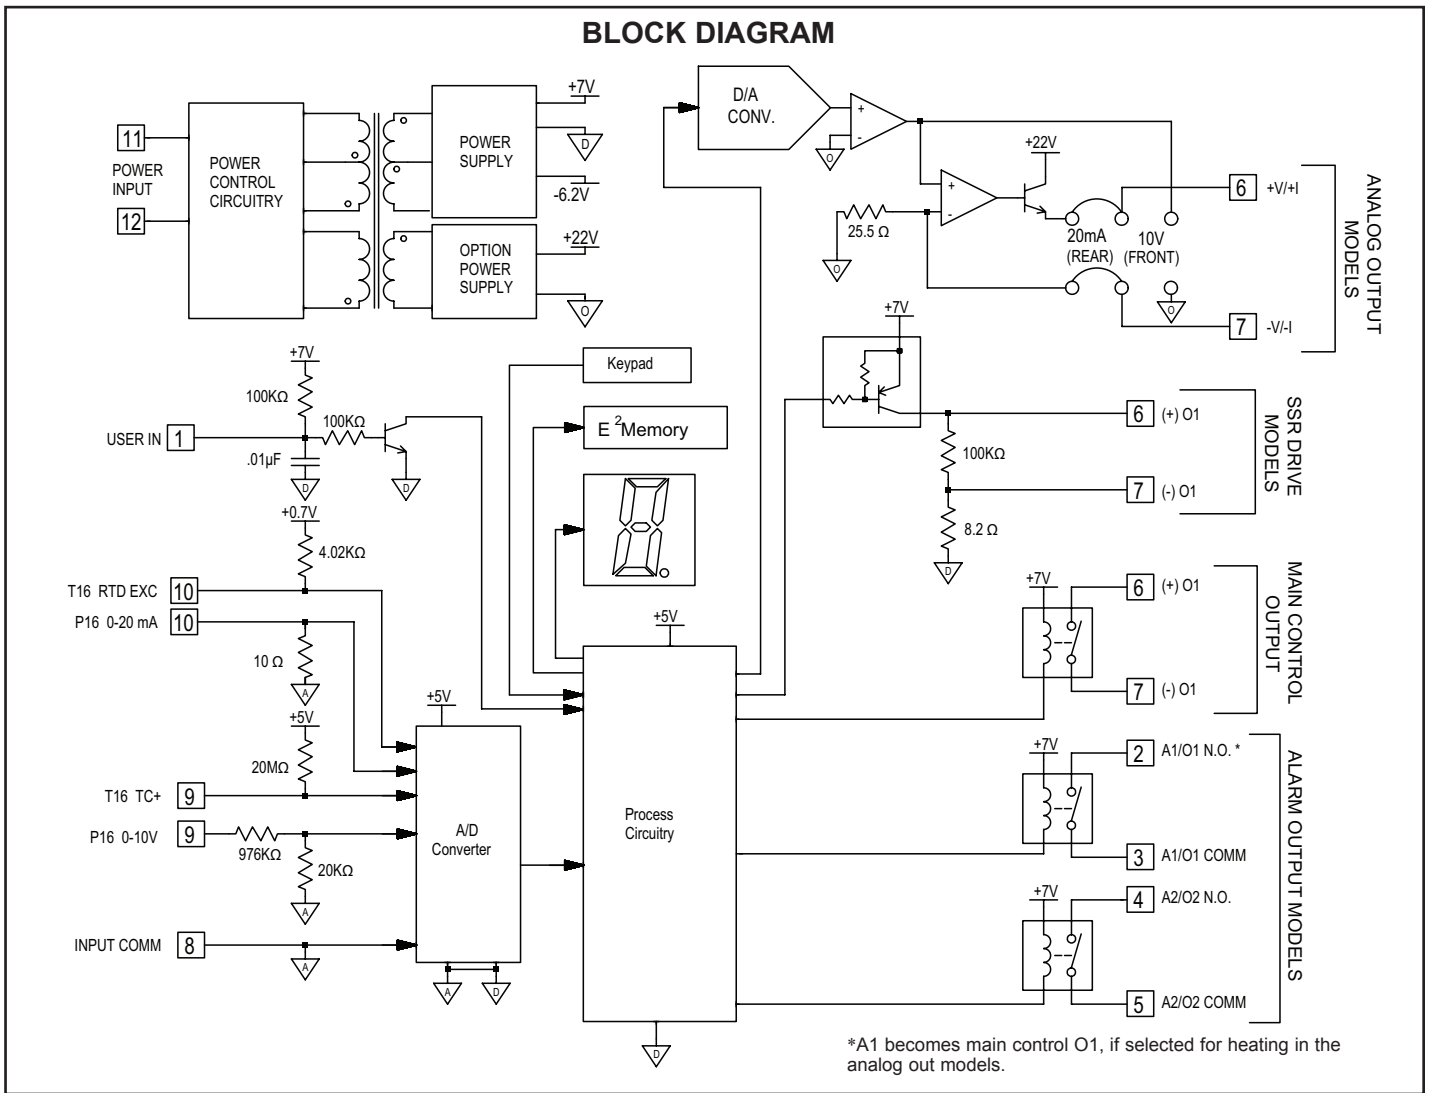 BLOCK DIAGRAM
11
POWER
INPUT
12
POWER
CONTROL
CIRCUITRY
POWER
SUPPLY
+7V
D
-6.2V
OPTION
POWER
SUPPLY
+22V
O
D/A
CONV.
+
-
O
+
-
+22V
25.5 Ω
O
20mA
(REAR)
10V
(FRONT)
O
6 +V/+I
7 -V/-I
ANALOG OUTPUT
MODELS
+7V
100KΩ
USER IN 1
100KΩ
.01µF
D
D
Keypad
E 2 Memory
+7V
6 (+) O1
100KΩ
7 (-) O1
8.2 Ω
D
SSR DRIVE
MODELS
+0.7V
4.02KΩ
T16 RTD EXC 10
P16 0-20 mA 10
10 Ω
A
+5V
20MΩ
T16 TC+ 9
P16 0-10V 9
976KΩ
20KΩ
A
INPUT COMM 8
A
+5V
A/D
Converter
A
D
+5V
Process
Circuitry
D
+7V
6 (+) O1
7 (-) O1
MAIN CONTROL
OUTPUT
+7V
2 A1/O1 N.O. *
3 A1/O1 COMM
+7V
4 A2/O2 N.O.
5 A2/O2 COMM
ALARM OUTPUT MODELS
*A1 becomes main control O1, if selected for heating in the
analog out models.